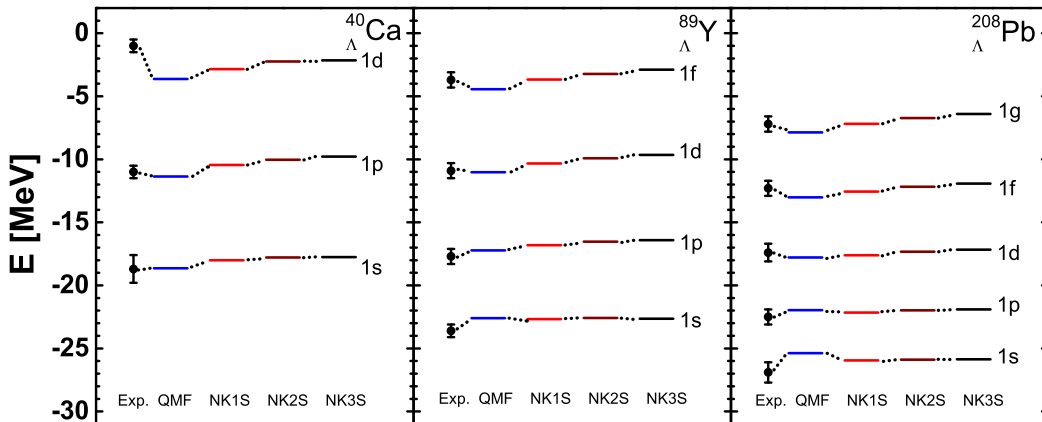 E [MeV]
0
-5
-10
-15
-20
-25
-30
40
Λ Ca
1d
1p
1s
Exp. QMF NK1S NK2S NK3S
89
Λ Y
1f
1d
1p
1s
Exp. QMF NK1S NK2S NK3S
208
Λ Pb
1g
1f
1d
1p
1s
Exp. QMF NK1S NK2S NK3S